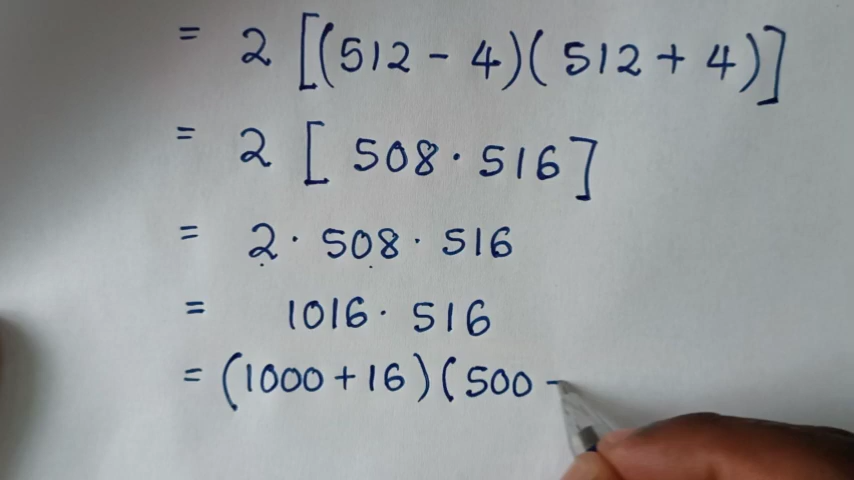 = 2 [(512 - 4)(512 + 4)]
= 2 [ 508 · 516]
= 2 · 508 · 516
= 1016 · 516
= (1000 + 16)(500 -